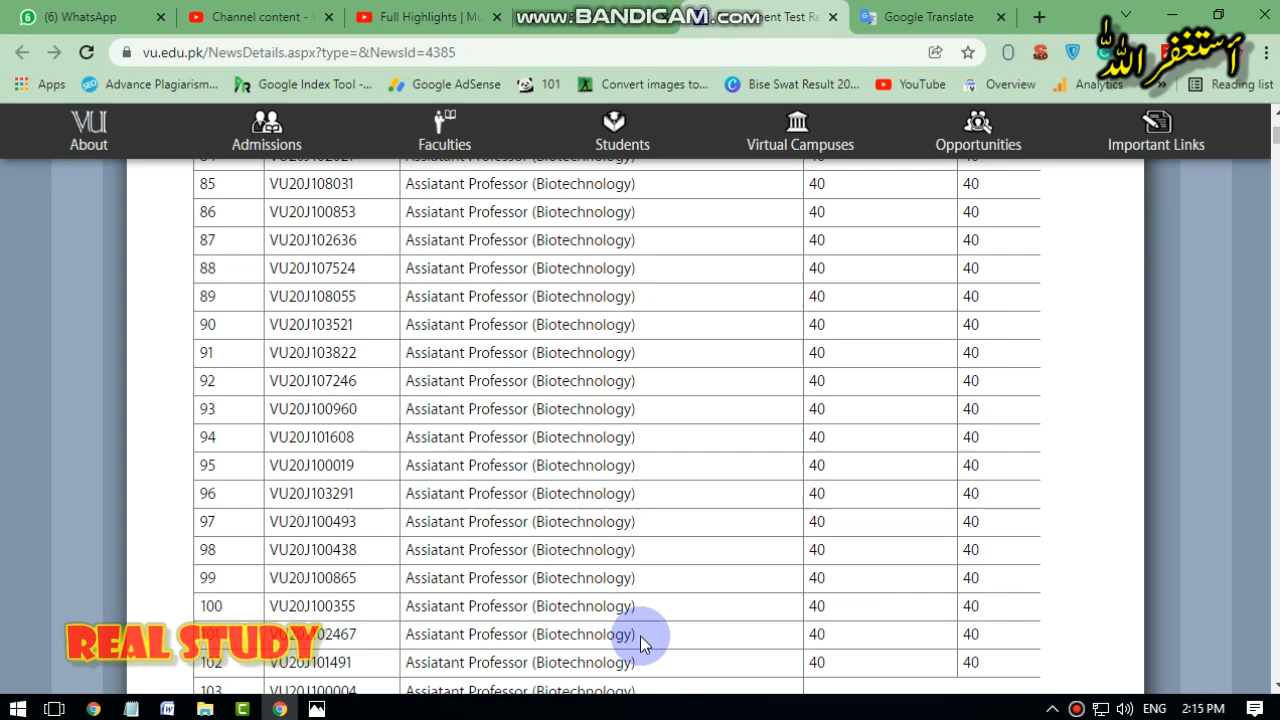 (6) WhatsApp
Channel content -
Full Highlights | Mu
www.BANDICAM.com
ent Test Re
Google Translate
vu.edu.pk/NewsDetails.aspx?type=&NewsId=4385
أستغفر الله
Apps
Advance Plagiarism...
Google Index Tool -...
Google AdSense
101
Convert images to...
Bise Swat Result 20...
YouTube
Overview
Analytics
»
Reading list
VU
About
Admissions
Faculties
Students
Virtual Campuses
Opportunities
Important Links
85 VU20J108031 Assiatant Professor (Biotechnology) 40 40
86 VU20J100853 Assiatant Professor (Biotechnology) 40 40
87 VU20J102636 Assiatant Professor (Biotechnology) 40 40
88 VU20J107524 Assiatant Professor (Biotechnology) 40 40
89 VU20J108055 Assiatant Professor (Biotechnology) 40 40
90 VU20J103521 Assiatant Professor (Biotechnology) 40 40
91 VU20J103822 Assiatant Professor (Biotechnology) 40 40
92 VU20J107246 Assiatant Professor (Biotechnology) 40 40
93 VU20J100960 Assiatant Professor (Biotechnology) 40 40
94 VU20J101608 Assiatant Professor (Biotechnology) 40 40
95 VU20J100019 Assiatant Professor (Biotechnology) 40 40
96 VU20J103291 Assiatant Professor (Biotechnology) 40 40
97 VU20J100493 Assiatant Professor (Biotechnology) 40 40
98 VU20J100438 Assiatant Professor (Biotechnology) 40 40
99 VU20J100865 Assiatant Professor (Biotechnology) 40 40
100 VU20J100355 Assiatant Professor (Biotechnology) 40 40
Assiatant Professor (Biotechnology) 40 40
102 Assiatant Professor (Biotechnology) 40 40
103 VU20J100004 Assiatant Professor (Biotechnology)
REAL STUDY
ENG
2:15 PM